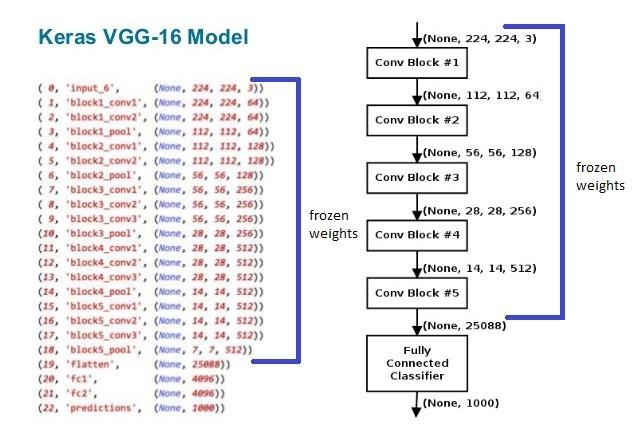 Keras VGG-16 Model
( 0, 'input_6', (None, 224, 224, 3))
( 1, 'block1_conv1', (None, 224, 224, 64))
( 2, 'block1_conv2', (None, 224, 224, 64))
( 3, 'block1_pool', (None, 112, 112, 64))
( 4, 'block2_conv1', (None, 112, 112, 128))
( 5, 'block2_conv2', (None, 112, 112, 128))
( 6, 'block2_pool', (None, 56, 56, 128))
( 7, 'block3_conv1', (None, 56, 56, 256))
( 8, 'block3_conv2', (None, 56, 56, 256))
( 9, 'block3_conv3', (None, 56, 56, 256))
(10, 'block3_pool', (None, 28, 28, 256))
(11, 'block4_conv1', (None, 28, 28, 512))
(12, 'block4_conv2', (None, 28, 28, 512))
(13, 'block4_conv3', (None, 28, 28, 512))
(14, 'block4_pool', (None, 14, 14, 512))
(15, 'block5_conv1', (None, 14, 14, 512))
(16, 'block5_conv2', (None, 14, 14, 512))
(17, 'block5_conv3', (None, 14, 14, 512))
(18, 'block5_pool', (None, 7, 7, 512))
(19, 'flatten', (None, 25088))
(20, 'fc1', (None, 4096))
(21, 'fc2', (None, 4096))
(22, 'predictions', (None, 1000))
frozen
weights
(None, 224, 224, 3)
Conv Block #1
(None, 112, 112, 64
Conv Block #2
(None, 56, 56, 128)
Conv Block #3
(None, 28, 28, 256)
Conv Block #4
(None, 14, 14, 512)
Conv Block #5
(None, 25088)
Fully
Connected
Classifier
(None, 1000)
frozen
weights